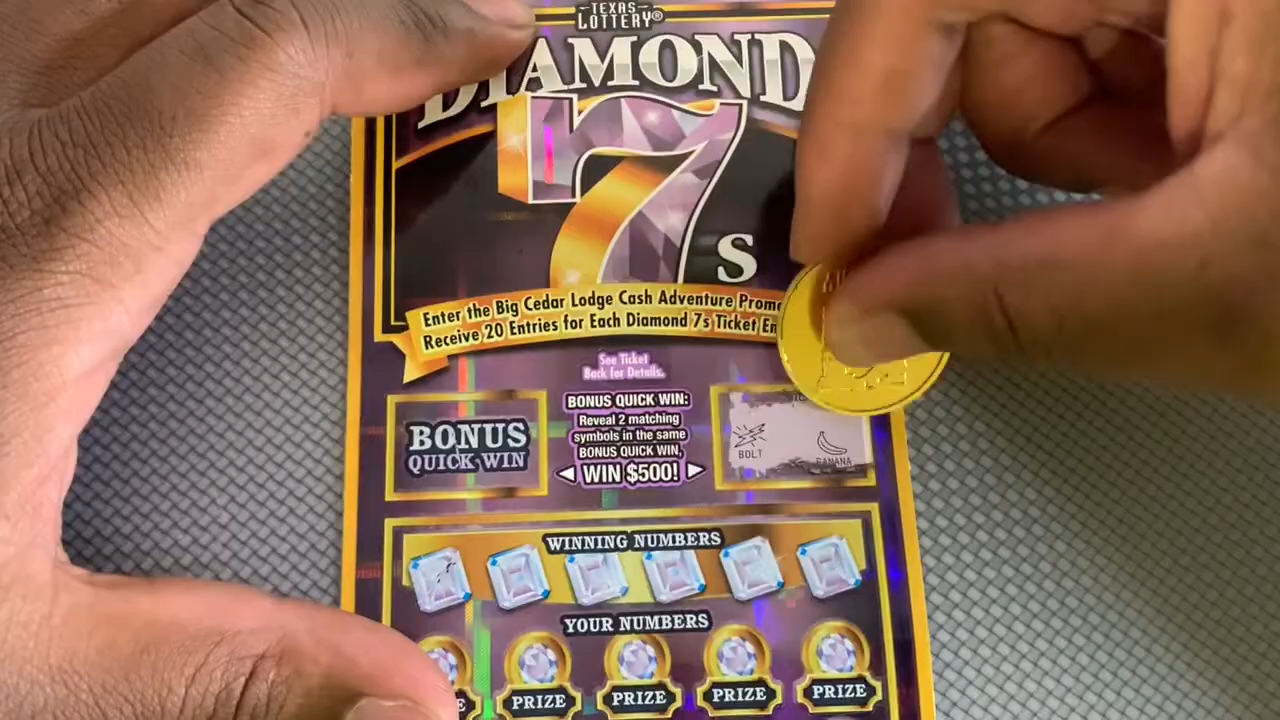 TEXAS
LOTTERY®
DIAMOND
7s
Enter the Big Cedar Lodge Cash Adventure
Receive 20 Entries for Each Diamond 7s Ticket
See Ticket
Back for Details.
BONUS
QUICK WIN
BONUS QUICK WIN:
Reveal 2 matching
symbols in the same
BONUS QUICK WIN,
WIN $500!
BOLT
BANANA
WINNING NUMBERS
YOUR NUMBERS
PRIZE
PRIZE
PRIZE
PRIZE